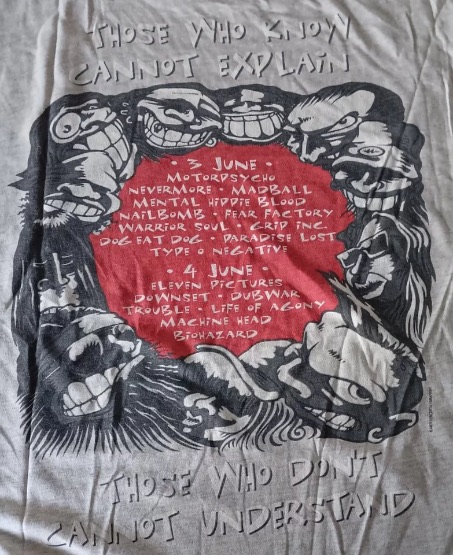 THOSE WHO KNOW
CANNOT EXPLAIN
· 3 JUNE ·
MOTORPSYCHO
NEVERMORE · MADBALL
MENTAL HIPPIE BLOOD
NAILBOMB · FEAR FACTORY
WARRIOR SOUL · GRIP INC.
DOG EAT DOG · PARADISE LOST
TYPE O NEGATIVE
· 4 JUNE ·
ELEVEN PICTURES
DOWNSET · DUBWAR
TROUBLE · LIFE OF AGONY
MACHINE HEAD
BIOHAZARD
THOSE WHO DON'T
CANNOT UNDERSTAND